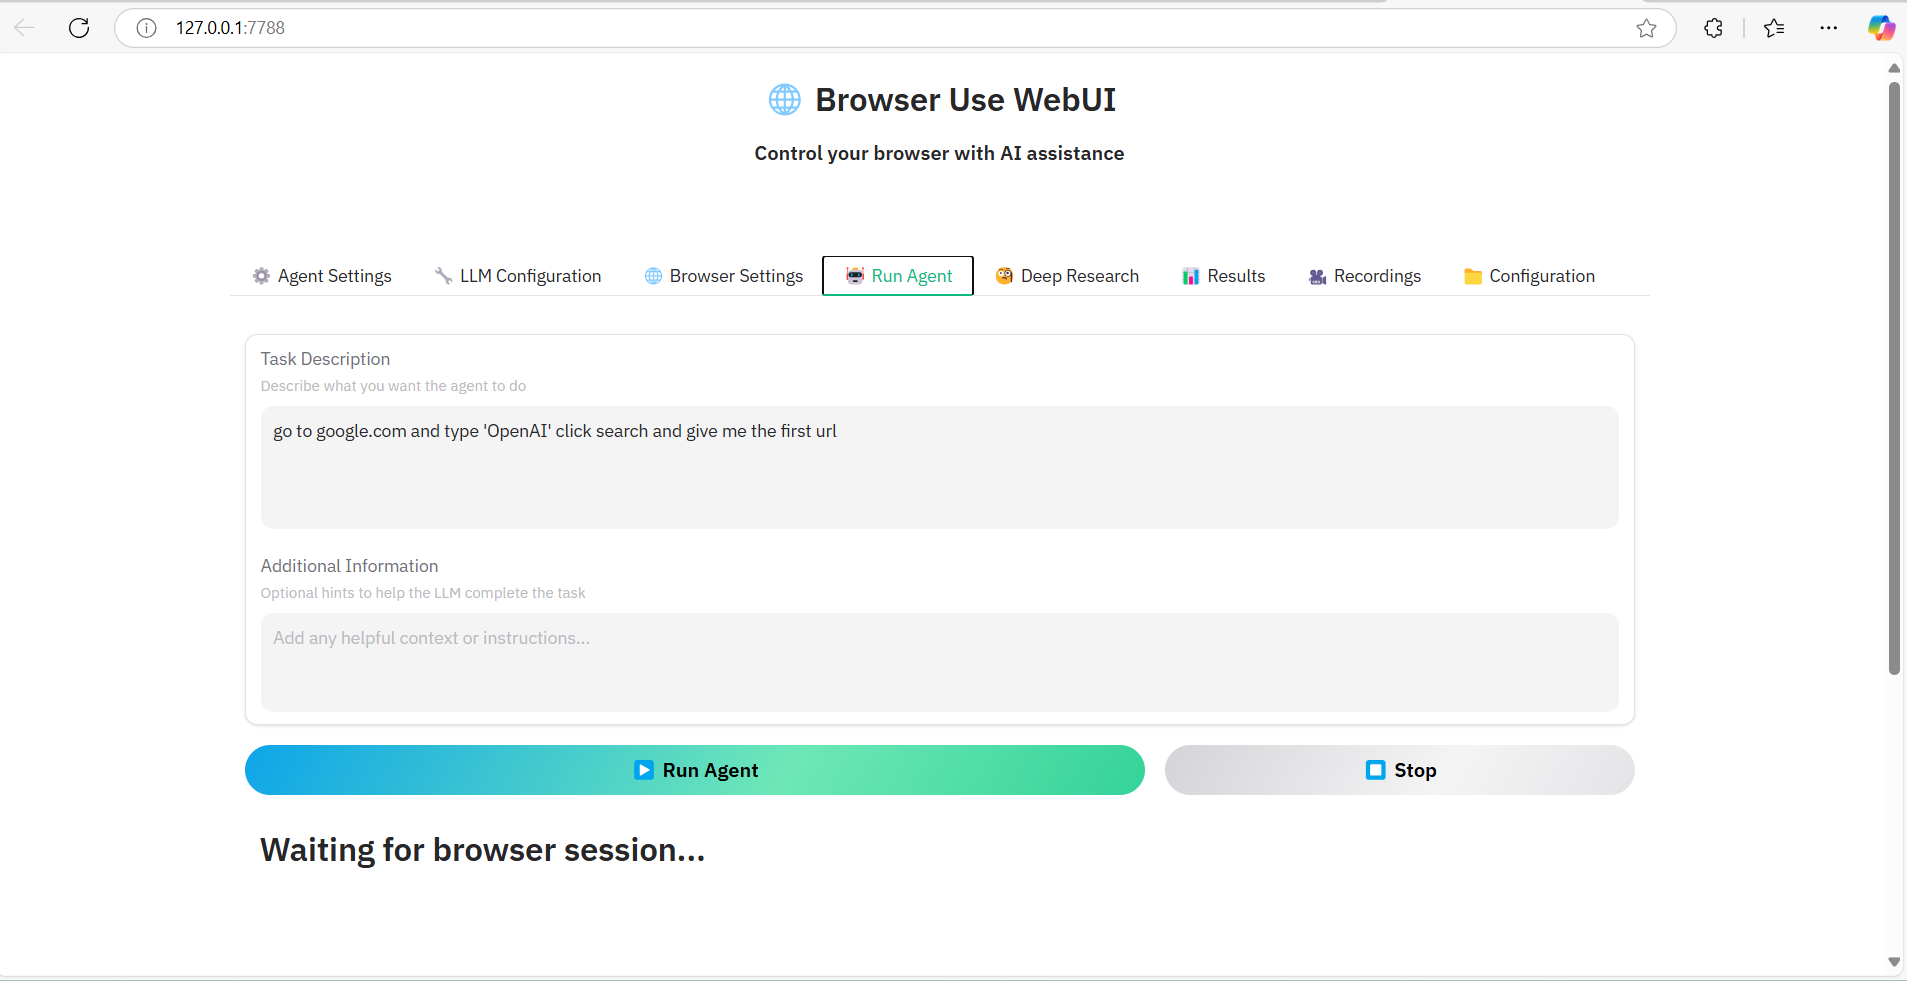 127.0.0.1:7788
Browser Use WebUI
Control your browser with AI assistance
Agent Settings LLM Configuration Browser Settings Run Agent Deep Research Results Recordings Configuration
Task Description
Describe what you want the agent to do
go to google.com and type 'OpenAI' click search and give me the first url
Additional Information
Optional hints to help the LLM complete the task
Add any helpful context or instructions...
Run Agent Stop
Waiting for browser session...